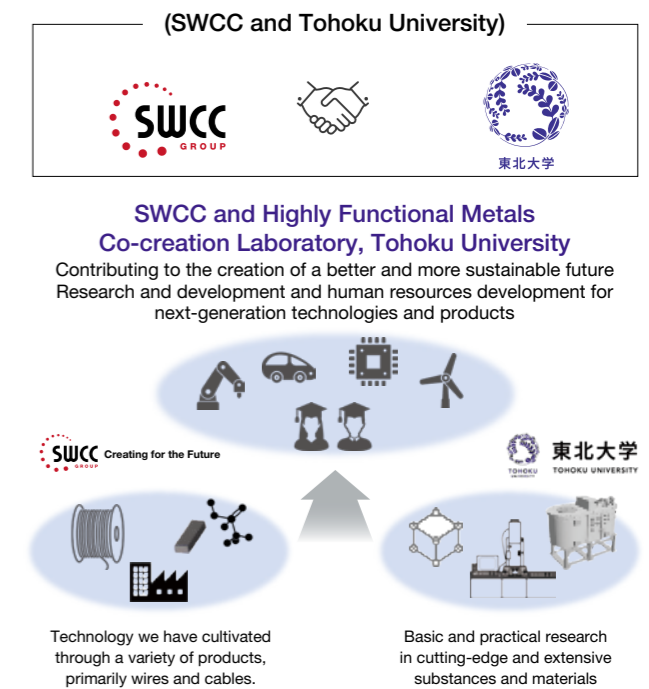 (SWCC and Tohoku University)
SWCC
GROUP
東北大学
SWCC and Highly Functional Metals
Co-creation Laboratory, Tohoku University
Contributing to the creation of a better and more sustainable future
Research and development and human resources development for
next-generation technologies and products
SWCC
GROUP
Creating for the Future
東北大学
TOHOKU
UNIVERSITY
TOHOKU UNIVERSITY
Technology we have cultivated
through a variety of products,
primarily wires and cables.
Basic and practical research
in cutting-edge and extensive
substances and materials